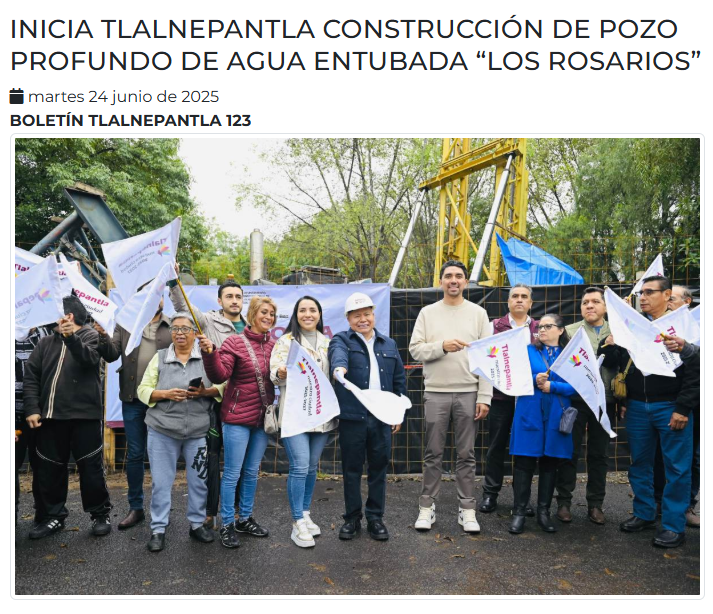 INICIA TLALNEPANTLA CONSTRUCCIÓN DE POZO
PROFUNDO DE AGUA ENTUBADA “LOS ROSARIOS”
martes 24 junio de 2025
BOLETÍN TLALNEPANTLA 123
Tlalnepantla
Tlalnepantla